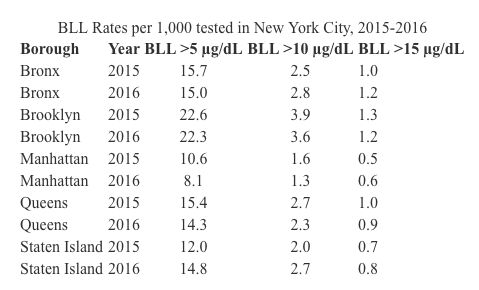 BLL Rates per 1,000 tested in New York City, 2015-2016
Borough Year BLL >5 µg/dL BLL >10 µg/dL BLL >15 µg/dL
Bronx 2015 15.7 2.5 1.0
Bronx 2016 15.0 2.8 1.2
Brooklyn 2015 22.6 3.9 1.3
Brooklyn 2016 22.3 3.6 1.2
Manhattan 2015 10.6 1.6 0.5
Manhattan 2016 8.1 1.3 0.6
Queens 2015 15.4 2.7 1.0
Queens 2016 14.3 2.3 0.9
Staten Island 2015 12.0 2.0 0.7
Staten Island 2016 14.8 2.7 0.8